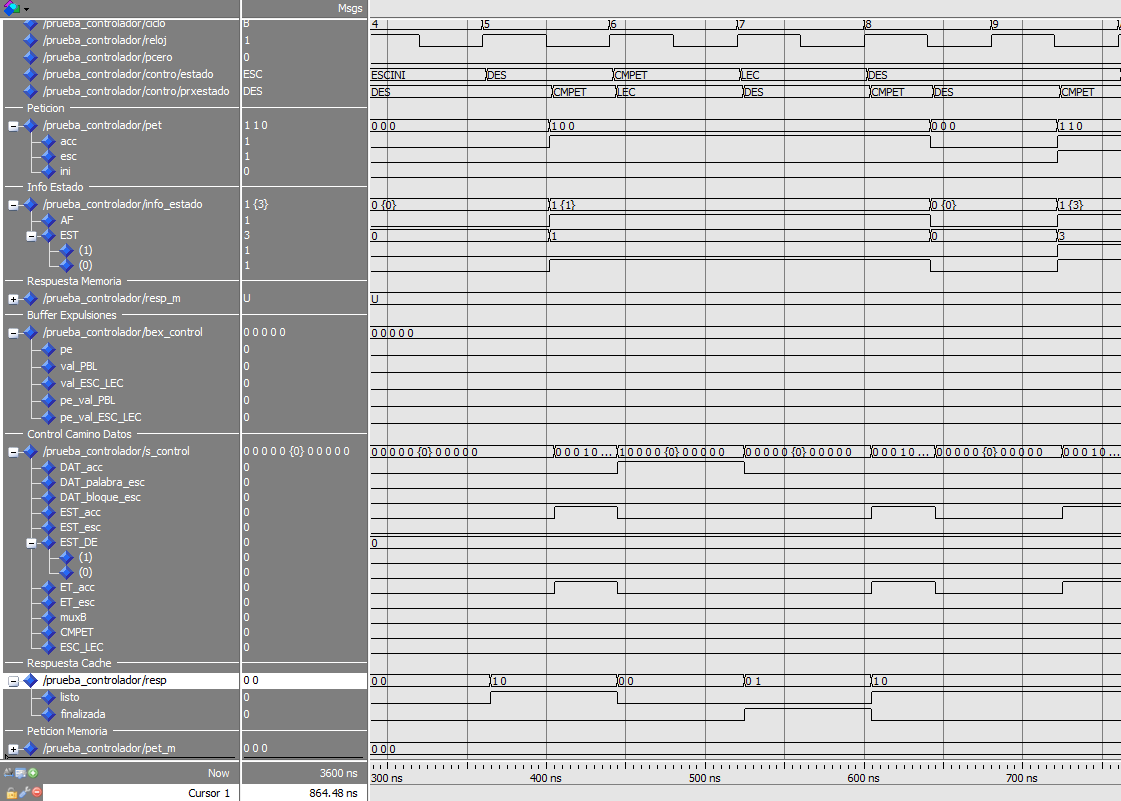 Msgs
/prueba_controlador/ciclo 8 4 5 6 7 8 9
/prueba_controlador/reloj 1
/prueba_controlador/pcero 0
/prueba_controlador/contro/estado ESC ESCINI DES CMPET LEC DES
/prueba_controlador/contro/prxestado DES DES CMPET LEC DES CMPET DES CMPET
Peticion
/prueba_controlador/pet 1 1 0 0 0 0 1 0 0 0 0 0 1 1 0
acc 1
esc 1
ini 0
Info Estado
/prueba_controlador/info_estado 1 {3} 0 {0} 1 {1} 0 {0} 1 {3}
AF 1
EST 3 0 1 0 3
(1) 1
(0) 1
Respuesta Memoria
/prueba_controlador/resp_m U U
Buffer Expulsiones
/prueba_controlador/bex_control 0 0 0 0 0 0 0 0 0 0
pe 0
val_PBL 0
val_ESC_LEC 0
pe_val_PBL 0
pe_val_ESC_LEC 0
Control Camino Datos
/prueba_controlador/s_control 0 0 0 0 0 {0} 0 0 0 0 0 0 0 0 0 0 {0} 0 0 0 0 0 0 0 0 1 0 ... 1 0 0 0 0 {0} 0 0 0 0 0 0 0 0 0 0 {0} 0 0 0 0 0 0 0 0 1 0 ... 0 0 0 0 0 {0} 0 0 0 0 0 0 0 0 1 0 ...
DAT_acc 0
DAT_palabra_esc 0
DAT_bloque_esc 0
EST_acc 0
EST_esc 0
EST_DE 0 0
(1) 0
(0) 0
ET_acc 0
ET_esc 0
muxB 0
CMPET 0
ESC_LEC 0
Respuesta Cache
/prueba_controlador/resp 0 0 0 0 1 0 0 0 0 1 1 0
listo 0
finalizada 0
Peticion Memoria
/prueba_controlador/pet_m 0 0 0 0 0 0
Now 3600 ns 300 ns 400 ns 500 ns 600 ns 700 ns
Cursor 1 864.48 ns